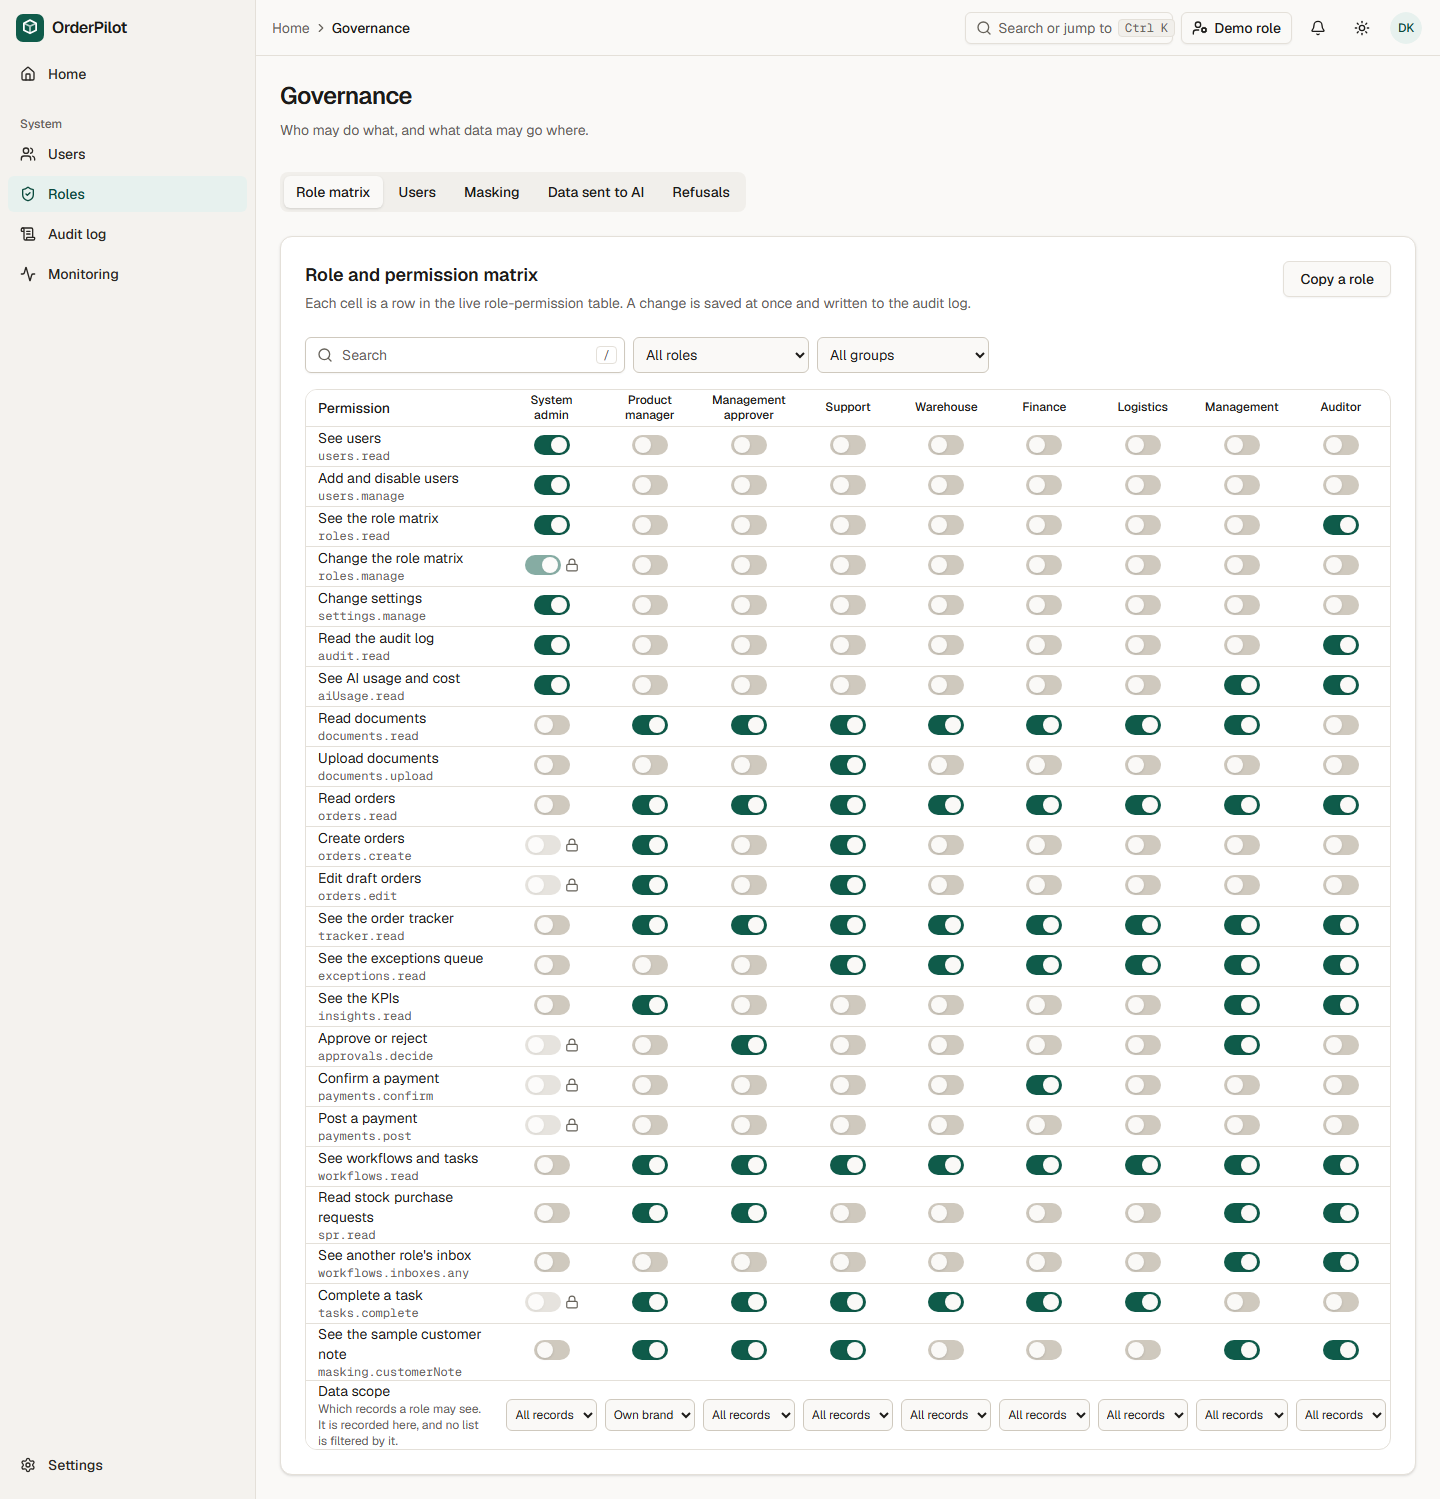 OrderPilot
Home
System
Users
Roles
Audit log
Monitoring
Settings
Home > Governance
Search or jump to Ctrl K
Demo role
DK
Governance
Who may do what, and what data may go where.
Role matrix
Users
Masking
Data sent to AI
Refusals
Role and permission matrix
Each cell is a row in the live role-permission table. A change is saved at once and written to the audit log.
Copy a role
Search /
All roles
All groups
Permission
System
admin
Product
manager
Management
approver
Support
Warehouse
Finance
Logistics
Management
Auditor
See users
users.read
Add and disable users
users.manage
See the role matrix
roles.read
Change the role matrix
roles.manage
Change settings
settings.manage
Read the audit log
audit.read
See AI usage and cost
aiUsage.read
Read documents
documents.read
Upload documents
documents.upload
Read orders
orders.read
Create orders
orders.create
Edit draft orders
orders.edit
See the order tracker
tracker.read
See the exceptions queue
exceptions.read
See the KPIs
insights.read
Approve or reject
approvals.decide
Confirm a payment
payments.confirm
Post a payment
payments.post
See workflows and tasks
workflows.read
Read stock purchase
requests
spr.read
See another role's inbox
workflows.inboxes.any
Complete a task
tasks.complete
See the sample customer
note
masking.customerNote
Data scope
Which records a role may see.
It is recorded here, and no list
is filtered by it.
All records
Own brand
All records
All records
All records
All records
All records
All records
All records